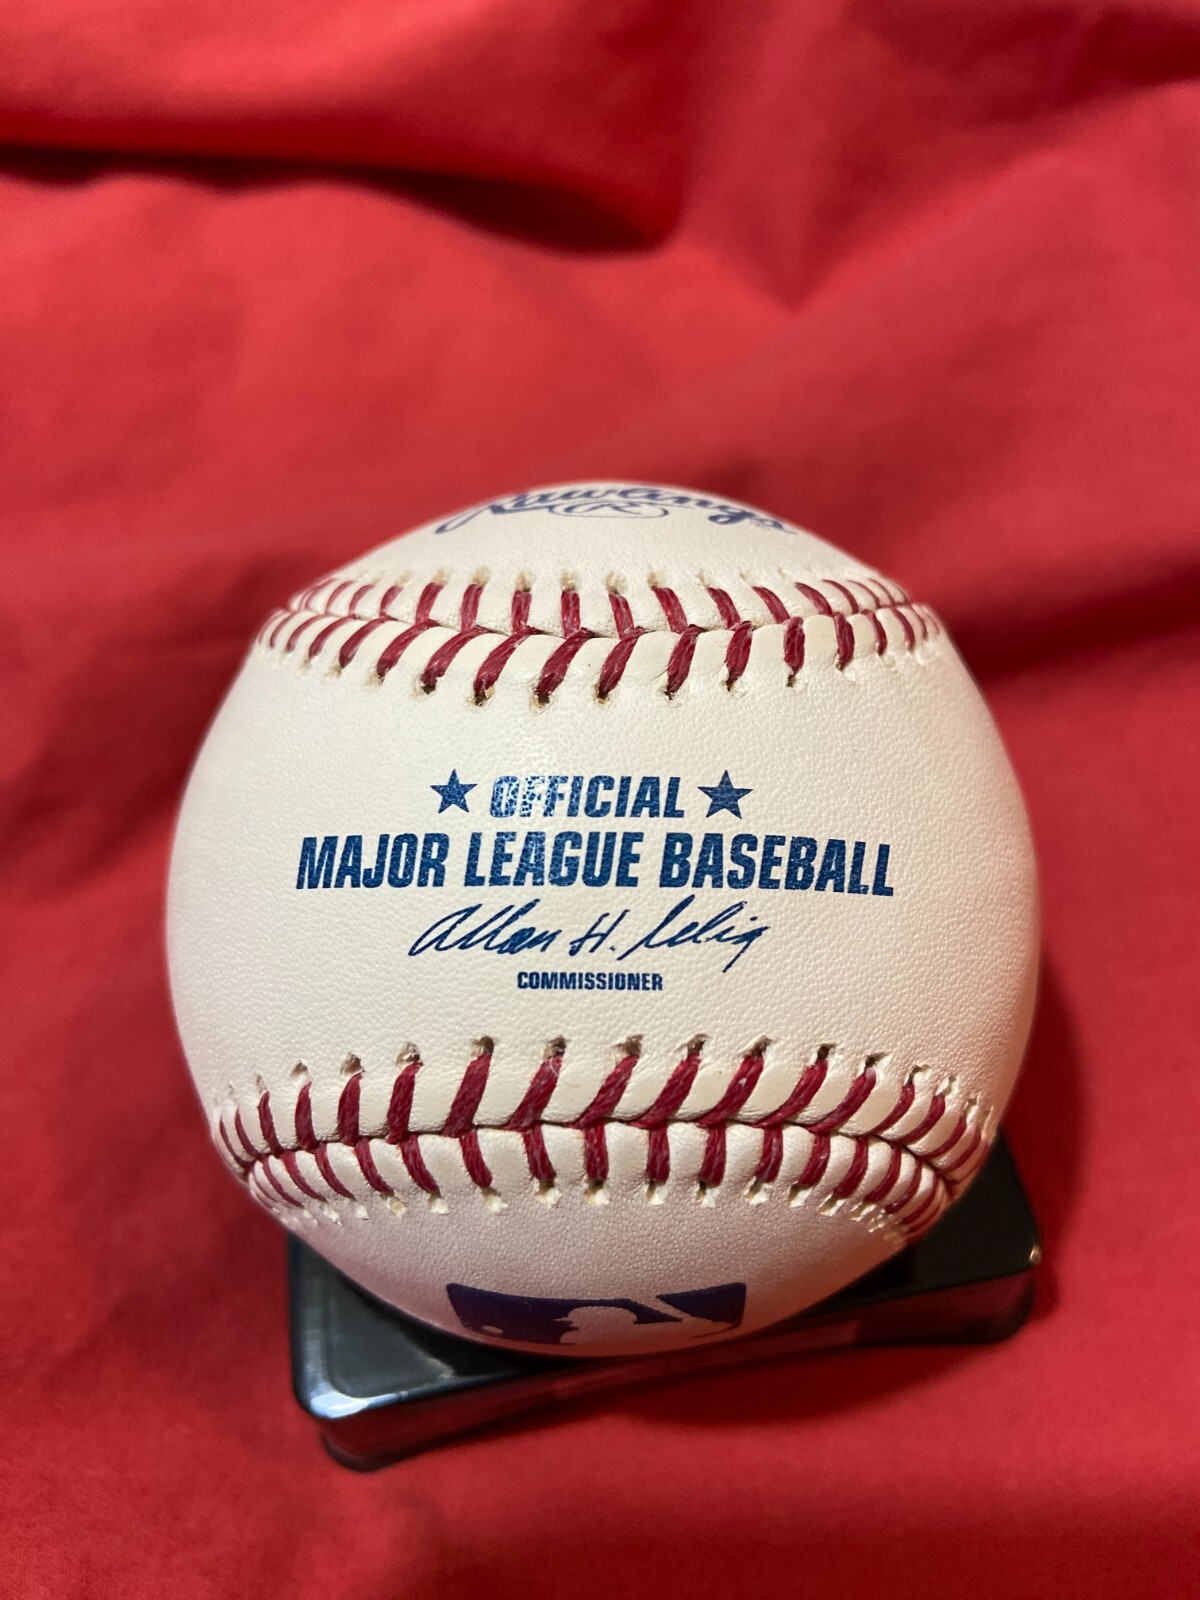 Rawlings
★ OFFICIAL ★
MAJOR LEAGUE BASEBALL
Allan H. Selig
COMMISSIONER